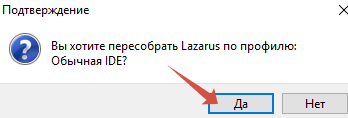 Подтверждение
Вы хотите пересобрать Lazarus по профилю:
Обычная IDE?
Да
Нет